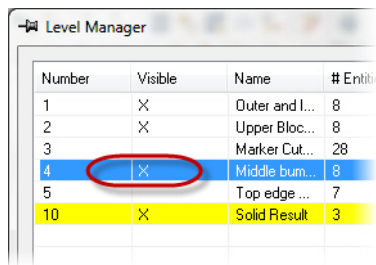 Level Manager
Number Visible Name # Entiti
1 X Outer and I... 8
2 X Upper Bloc... 8
3 Marker Cut... 28
4 X Middle bum... 8
5 Top edge ... 7
10 X Solid Result 3